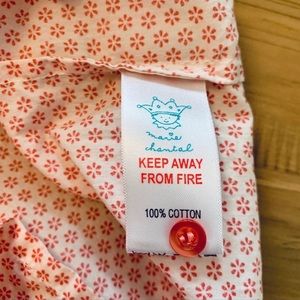 marie
chantal
KEEP AWAY
FROM FIRE
100% COTTON